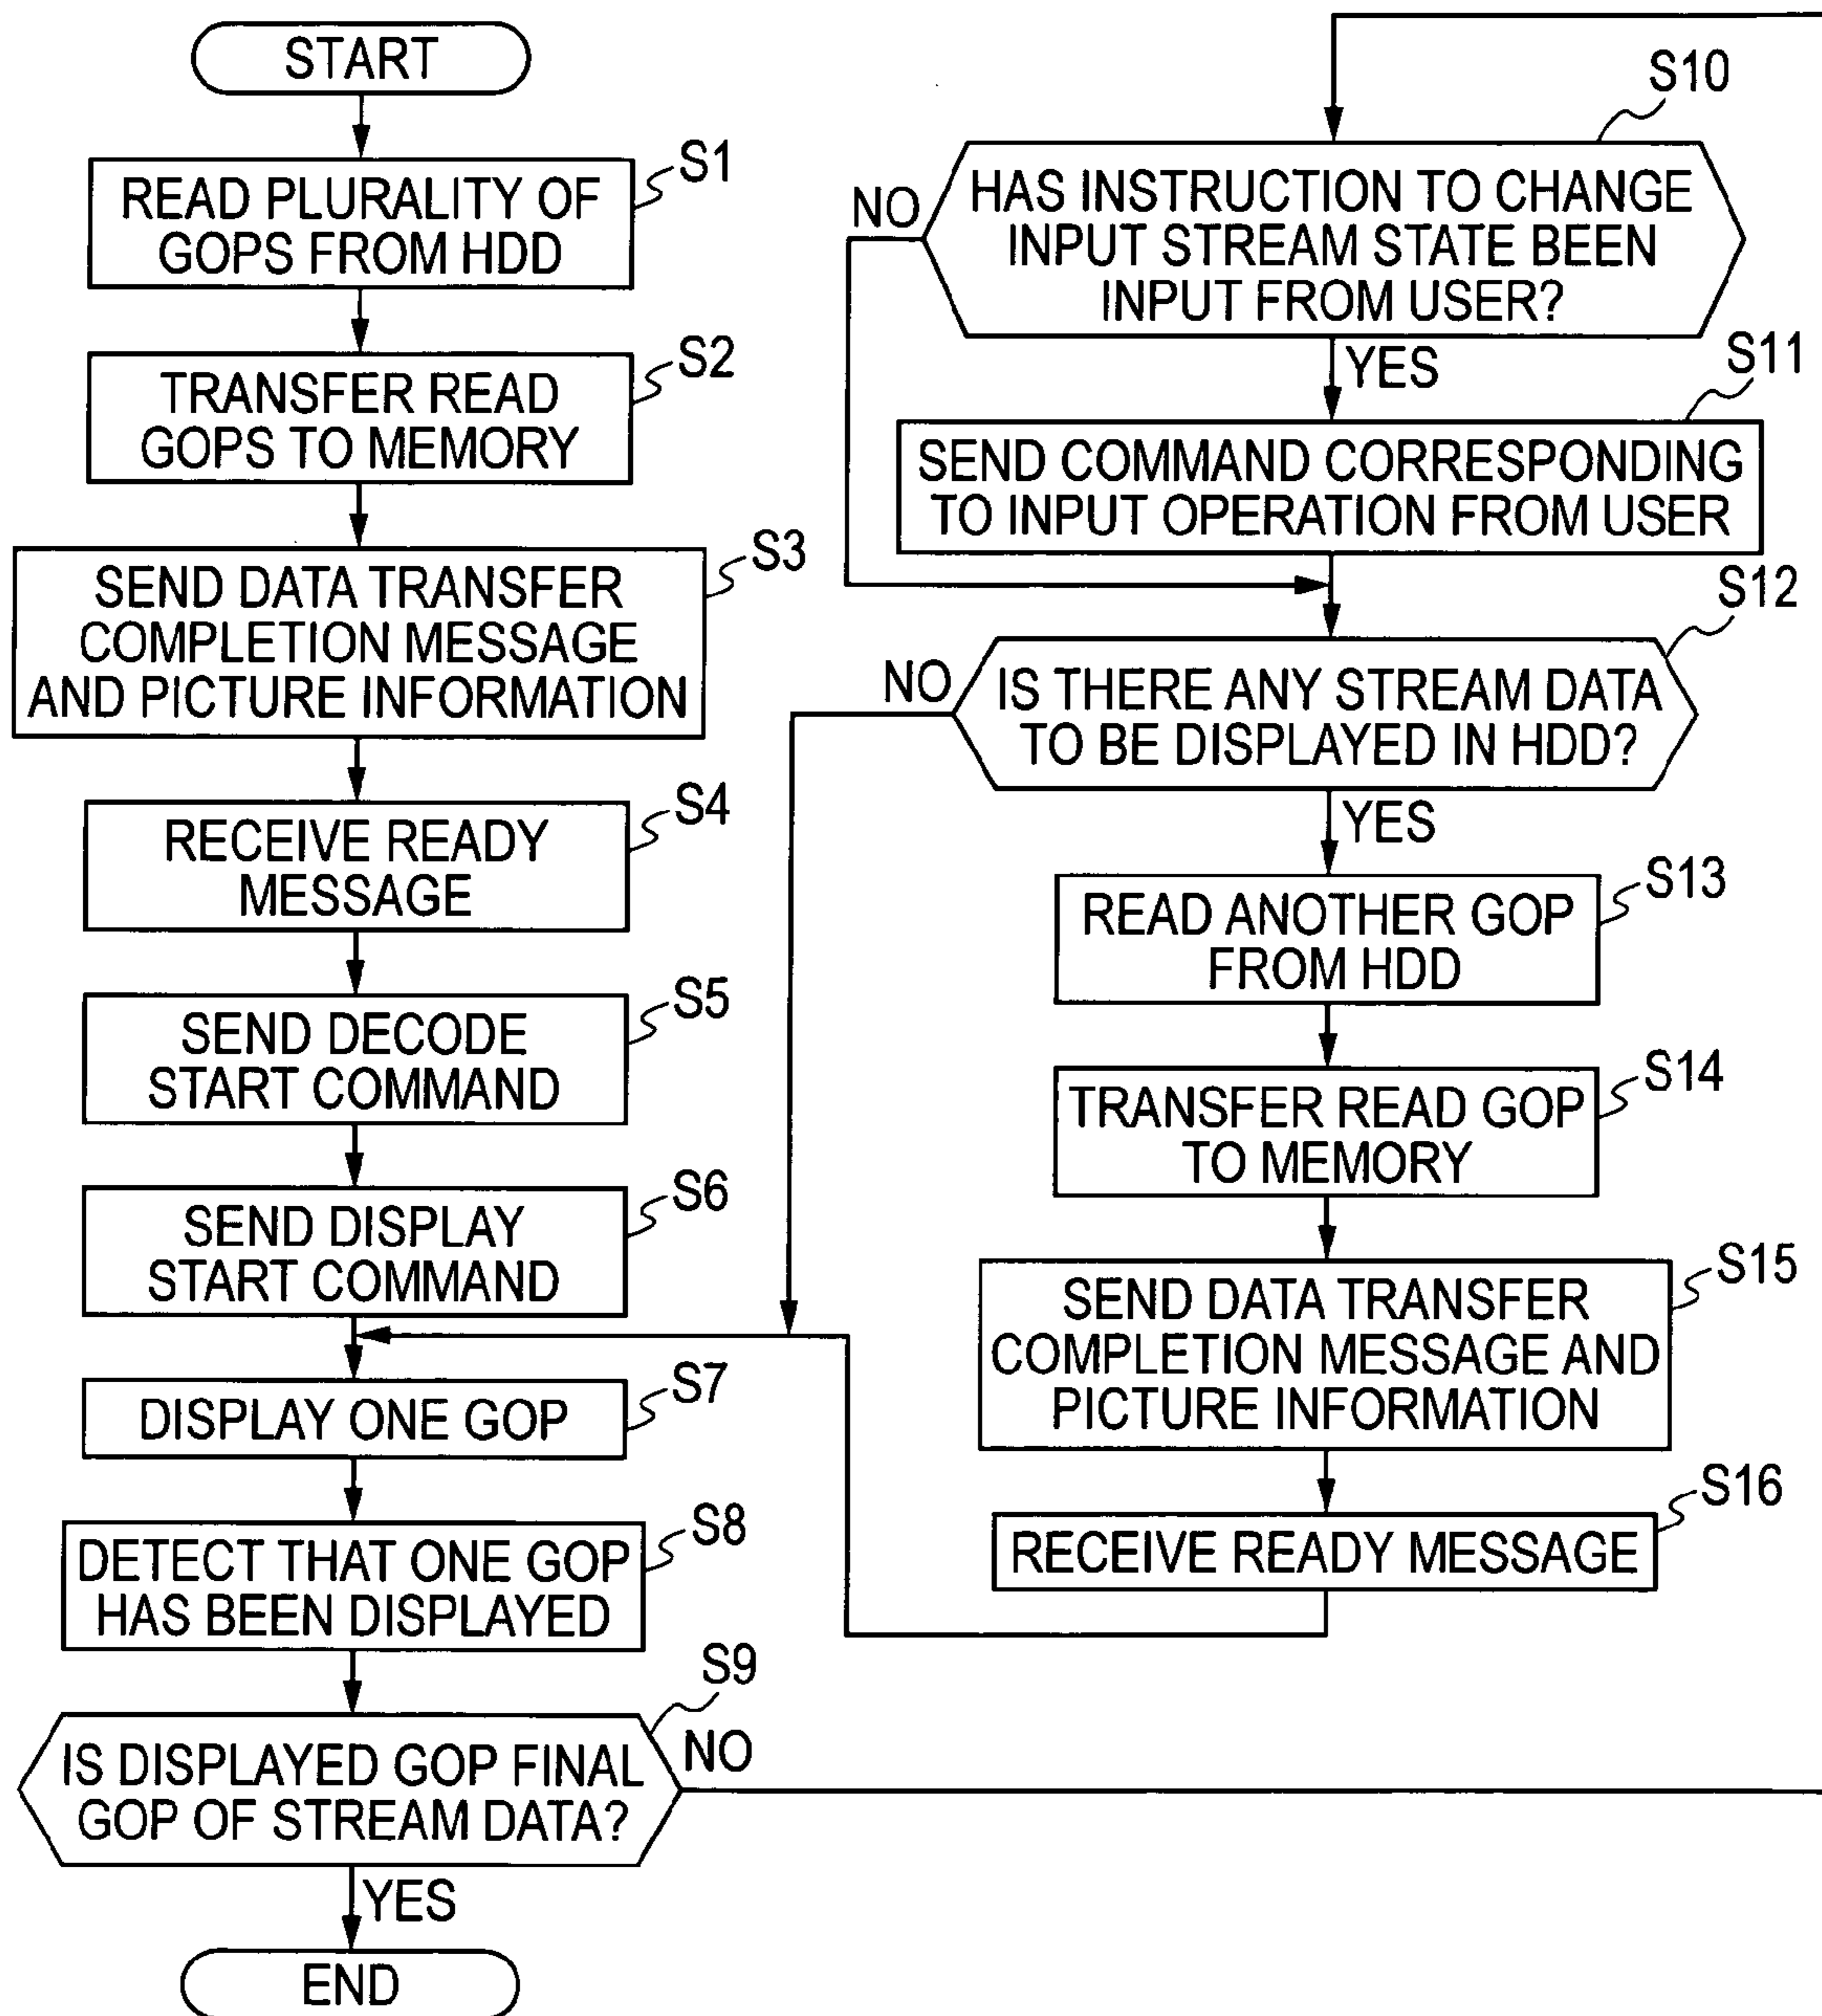 START
S1
READ PLURALITY OF
GOPS FROM HDD
S2
TRANSFER READ
GOPS TO MEMORY
S3
SEND DATA TRANSFER
COMPLETION MESSAGE
AND PICTURE INFORMATION
S4
RECEIVE READY
MESSAGE
S5
SEND DECODE
START COMMAND
S6
SEND DISPLAY
START COMMAND
S7
DISPLAY ONE GOP
S8
DETECT THAT ONE GOP
HAS BEEN DISPLAYED
S9
IS DISPLAYED GOP FINAL
GOP OF STREAM DATA?
NO
YES
END
S10
NO
HAS INSTRUCTION TO CHANGE
INPUT STREAM STATE BEEN
INPUT FROM USER?
YES
S11
SEND COMMAND CORRESPONDING
TO INPUT OPERATION FROM USER
S12
NO
IS THERE ANY STREAM DATA
TO BE DISPLAYED IN HDD?
YES
S13
READ ANOTHER GOP
FROM HDD
S14
TRANSFER READ GOP
TO MEMORY
S15
SEND DATA TRANSFER
COMPLETION MESSAGE AND
PICTURE INFORMATION
S16
RECEIVE READY MESSAGE